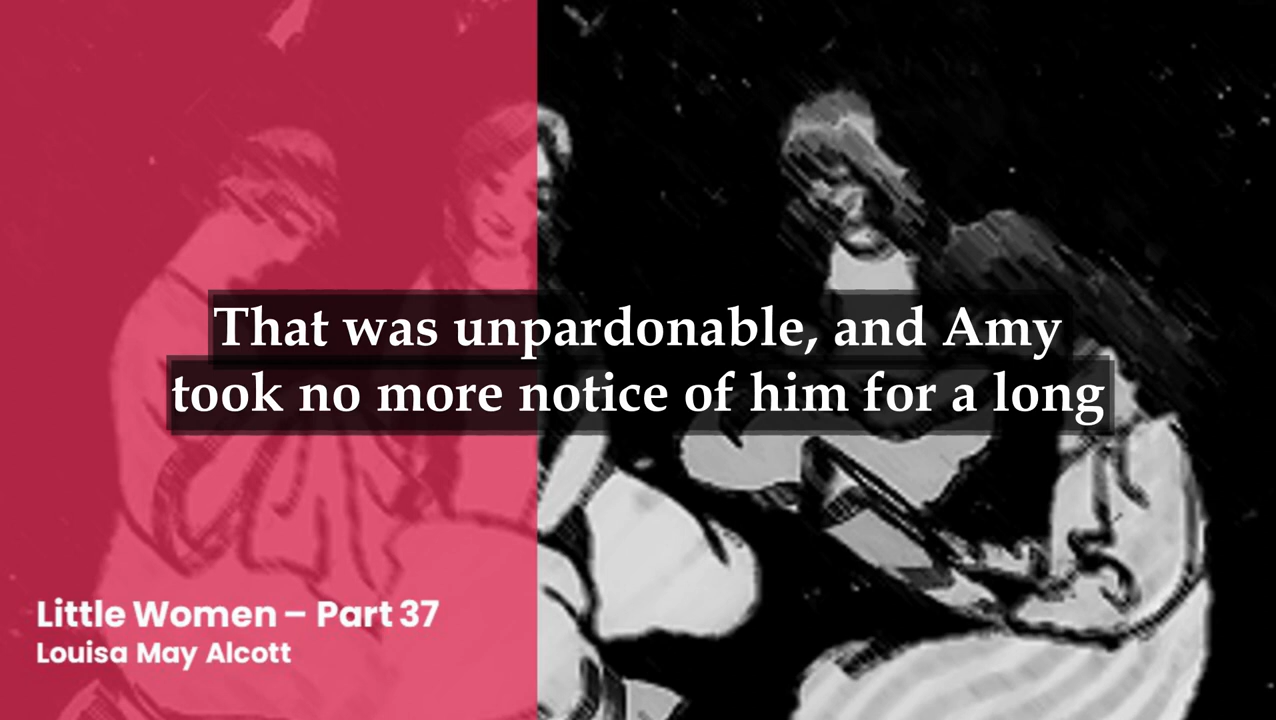 That was unpardonable, and Amy
took no more notice of him for a long
Little Women – Part 37
Louisa May Alcott